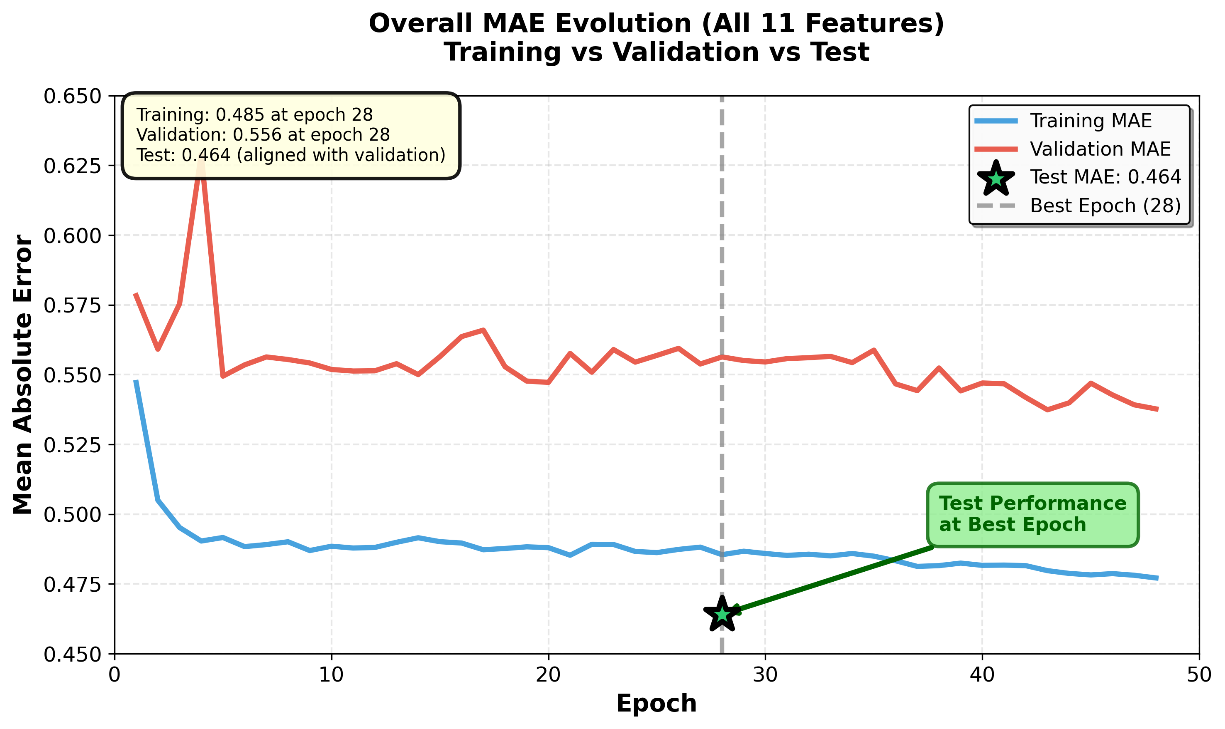 Overall MAE Evolution (All 11 Features)
Training vs Validation vs Test
Training: 0.485 at epoch 28
Validation: 0.556 at epoch 28
Test: 0.464 (aligned with validation)
Training MAE
Validation MAE
Test MAE: 0.464
Best Epoch (28)
Test Performance
at Best Epoch
Mean Absolute Error
0.650
0.625
0.600
0.575
0.550
0.525
0.500
0.475
0.450
0 10 20 30 40 50
Epoch